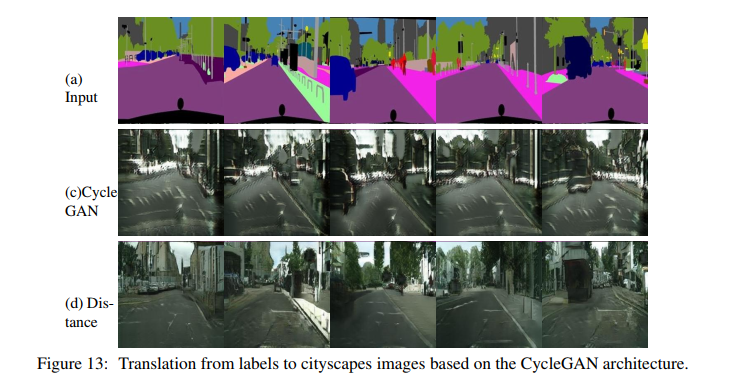 (a)
Input
(c)Cycle
GAN
(d) Dis-
tance
Figure 13: Translation from labels to cityscapes images based on the CycleGAN architecture.